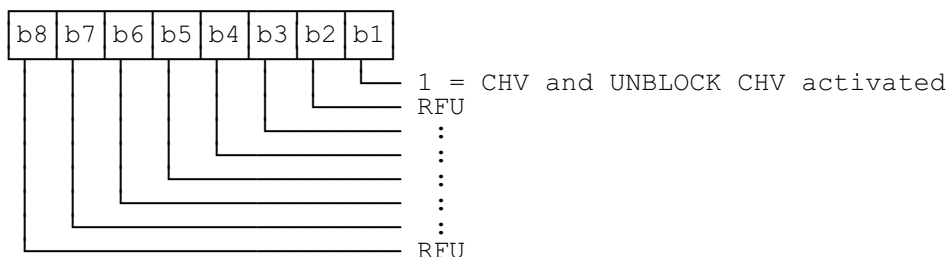 b8 b7 b6 b5 b4 b3 b2 b1
1 = CHV and UNBLOCK CHV activated
RFU
:
:
:
:
:
RFU